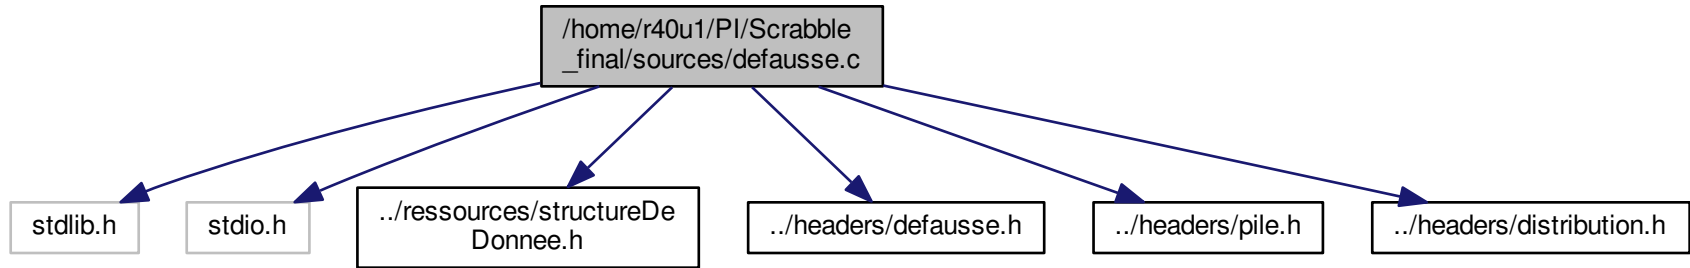 /home/r40u1/PI/Scrabble
_final/sources/defausse.c
stdlib.h
stdio.h
../ressources/structureDe
Donnee.h
../headers/defausse.h
../headers/pile.h
../headers/distribution.h